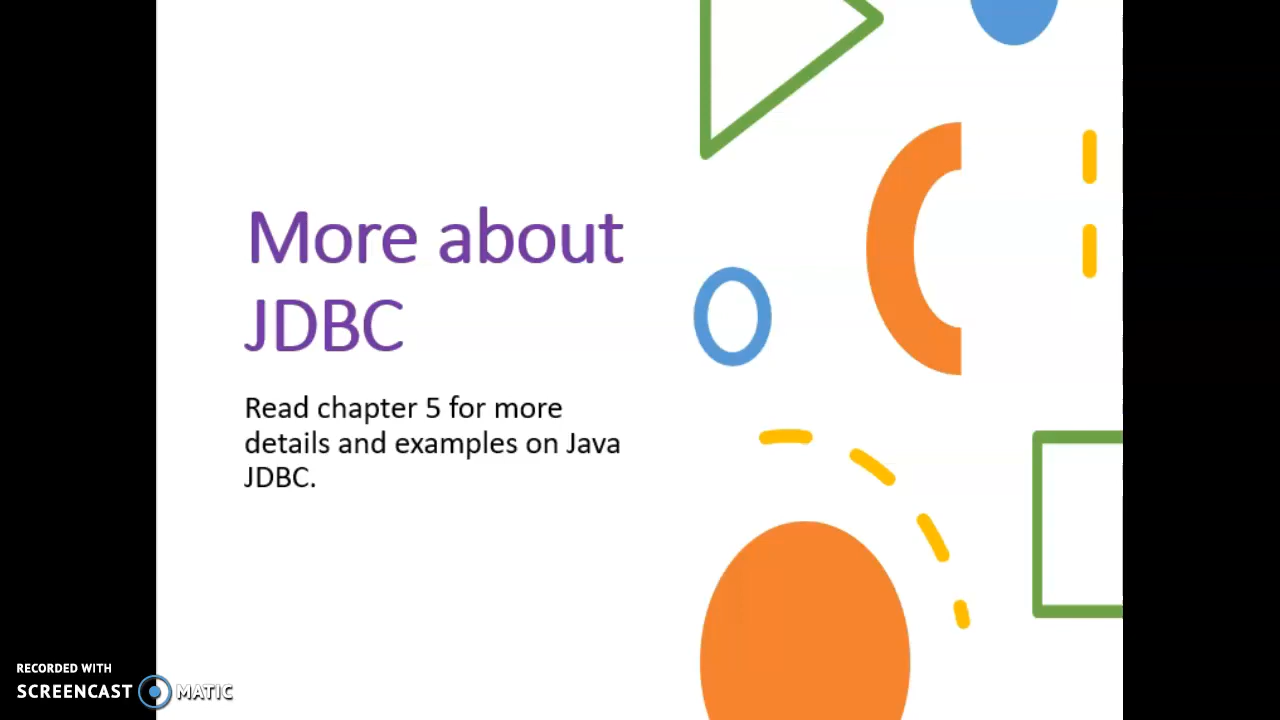 More about
JDBC
Read chapter 5 for more
details and examples on Java
JDBC.
RECORDED WITH
SCREENCAST MATIC